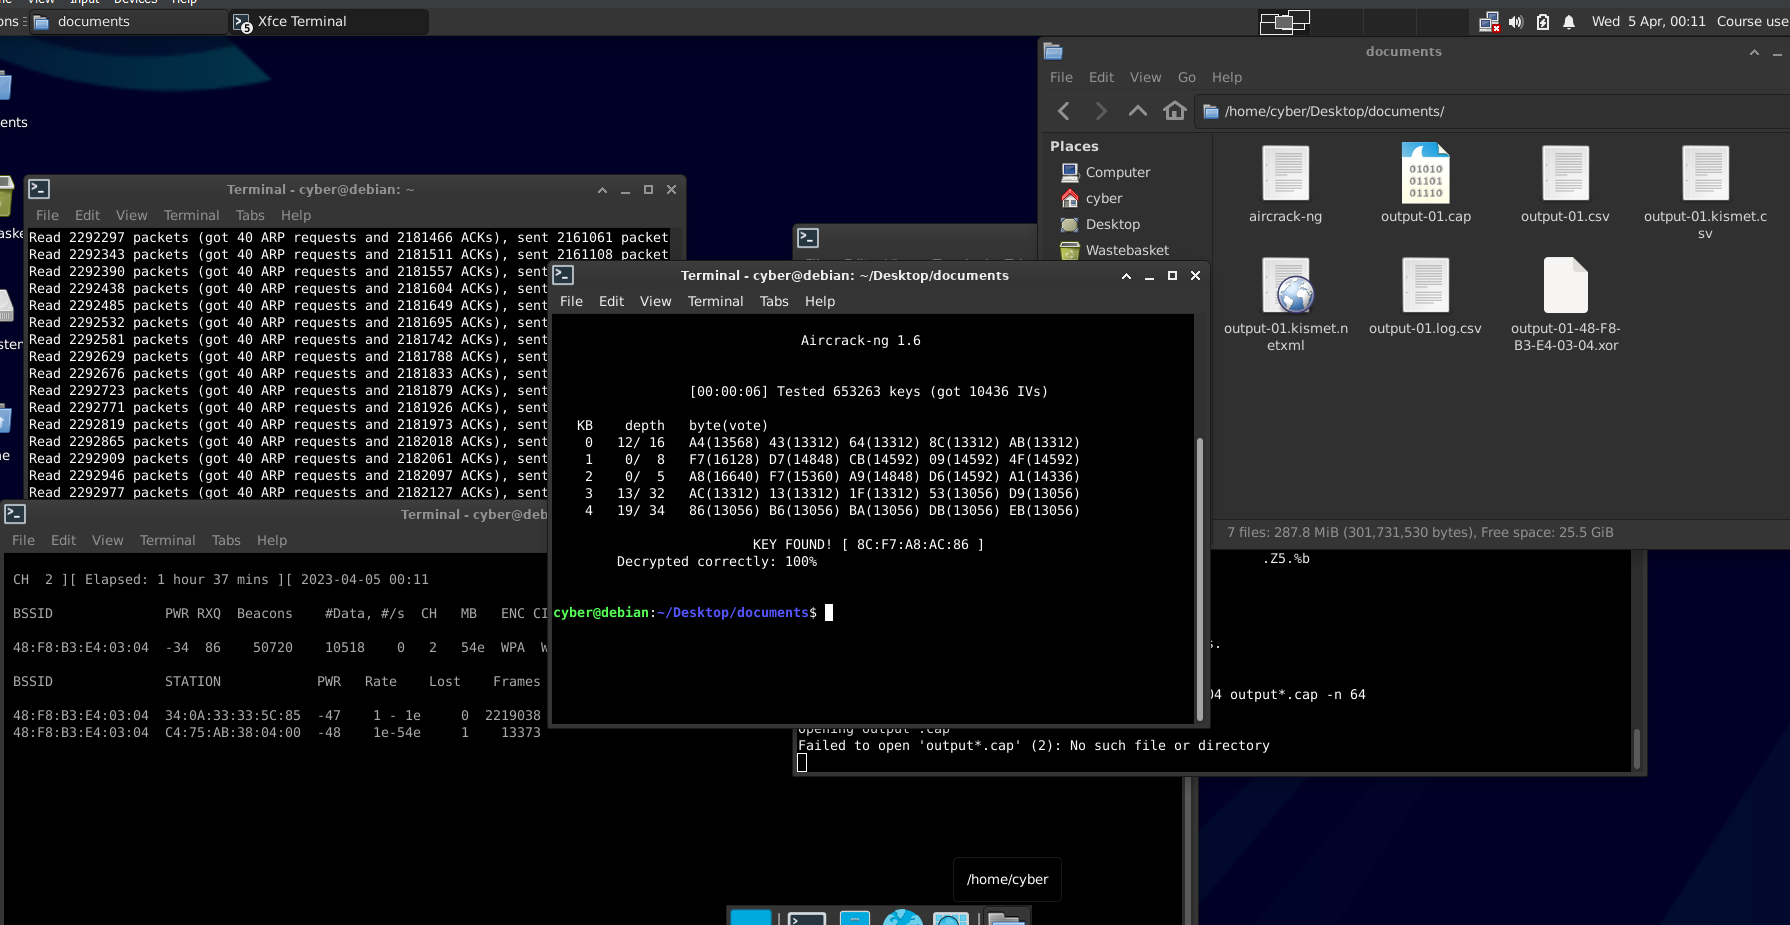 View Input Devices Help
documents
5 Xfce Terminal
Wed 5 Apr, 00:11 Course use
documents
File Edit View Go Help
/home/cyber/Desktop/documents/
Places
Computer
cyber
Desktop
Wastebasket
aircrack-ng
output-01.cap
output-01.csv
output-01.kismet.c
sv
output-01.kismet.n
etxml
output-01.log.csv
output-01-48-F8-
B3-E4-03-04.xor
7 files: 287.8 MiB (301,731,530 bytes), Free space: 25.5 GiB
Terminal - cyber@debian: ~
File Edit View Terminal Tabs Help
Read 2292297 packets (got 40 ARP requests and 2181466 ACKs), sent 2161061 packet
Read 2292343 packets (got 40 ARP requests and 2181511 ACKs), sent 2161108 packet
Read 2292390 packets (got 40 ARP requests and 2181557 ACKs), sent
Read 2292438 packets (got 40 ARP requests and 2181604 ACKs), sent
Read 2292485 packets (got 40 ARP requests and 2181649 ACKs), sent
Read 2292532 packets (got 40 ARP requests and 2181695 ACKs), sent
Read 2292581 packets (got 40 ARP requests and 2181742 ACKs), sent
Read 2292629 packets (got 40 ARP requests and 2181788 ACKs), sent
Read 2292676 packets (got 40 ARP requests and 2181833 ACKs), sent
Read 2292723 packets (got 40 ARP requests and 2181879 ACKs), sent
Read 2292771 packets (got 40 ARP requests and 2181926 ACKs), sent
Read 2292819 packets (got 40 ARP requests and 2181973 ACKs), sent
Read 2292865 packets (got 40 ARP requests and 2182018 ACKs), sent
Read 2292909 packets (got 40 ARP requests and 2182061 ACKs), sent
Read 2292946 packets (got 40 ARP requests and 2182097 ACKs), sent
Read 2292977 packets (got 40 ARP requests and 2182127 ACKs), sent
Terminal - cyber@debian: ~/Desktop/documents
File Edit View Terminal Tabs Help
Aircrack-ng 1.6
[00:00:06] Tested 653263 keys (got 10436 IVs)
KB depth byte(vote)
0 12/ 16 A4(13568) 43(13312) 64(13312) 8C(13312) AB(13312)
1 0/ 8 F7(16128) D7(14848) CB(14592) 09(14592) 4F(14592)
2 0/ 5 A8(16640) F7(15360) A9(14848) D6(14592) A1(14336)
3 13/ 32 AC(13312) 13(13312) 1F(13312) 53(13056) D9(13056)
4 19/ 34 86(13056) B6(13056) BA(13056) DB(13056) EB(13056)
KEY FOUND! [ 8C:F7:A8:AC:86 ]
Decrypted correctly: 100%
cyber@debian:~/Desktop/documents$
Terminal - cyber@deb
File Edit View Terminal Tabs Help
CH 2 ][ Elapsed: 1 hour 37 mins ][ 2023-04-05 00:11
BSSID PWR RXQ Beacons #Data, #/s CH MB ENC CI
48:F8:B3:E4:03:04 -34 86 50720 10518 0 2 54e WPA W
BSSID STATION PWR Rate Lost Frames
48:F8:B3:E4:03:04 34:0A:33:33:5C:85 -47 1 - 1e 0 2219038
48:F8:B3:E4:03:04 C4:75:AB:38:04:00 -48 1e-54e 1 13373
.Z5.%b
s.
04 output*.cap -n 64
Failed to open 'output*.cap' (2): No such file or directory
/home/cyber